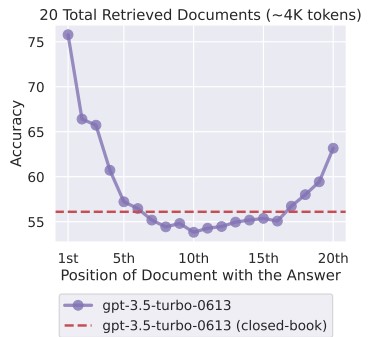 20 Total Retrieved Documents (~4K tokens)
75
70
65
60
55
Accuracy
1st 5th 10th 15th 20th
Position of Document with the Answer
gpt-3.5-turbo-0613
gpt-3.5-turbo-0613 (closed-book)